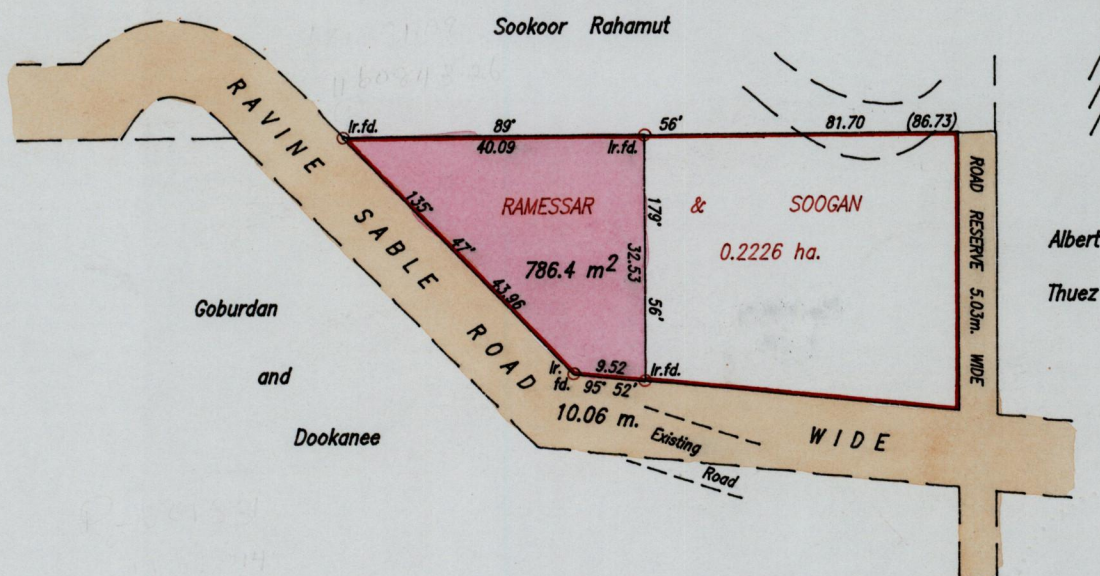 Sookoor Rahamut
RAVINE SABLE ROAD
Ir.fd.
89° 56'
40.09
Ir.fd.
81.70
(86.73)
RAMESSAR & SOOGAN
0.2226 ha.
786.4 m²
135° 47'
43.96
179° 56'
32.53
ROAD RESERVE 5.03m. WIDE
Albert
Thuez
Goburdan
and
Dookanee
Ir.
fd.
9.52
95° 52'
Ir.fd.
10.06 m. WIDE
Existing
Road